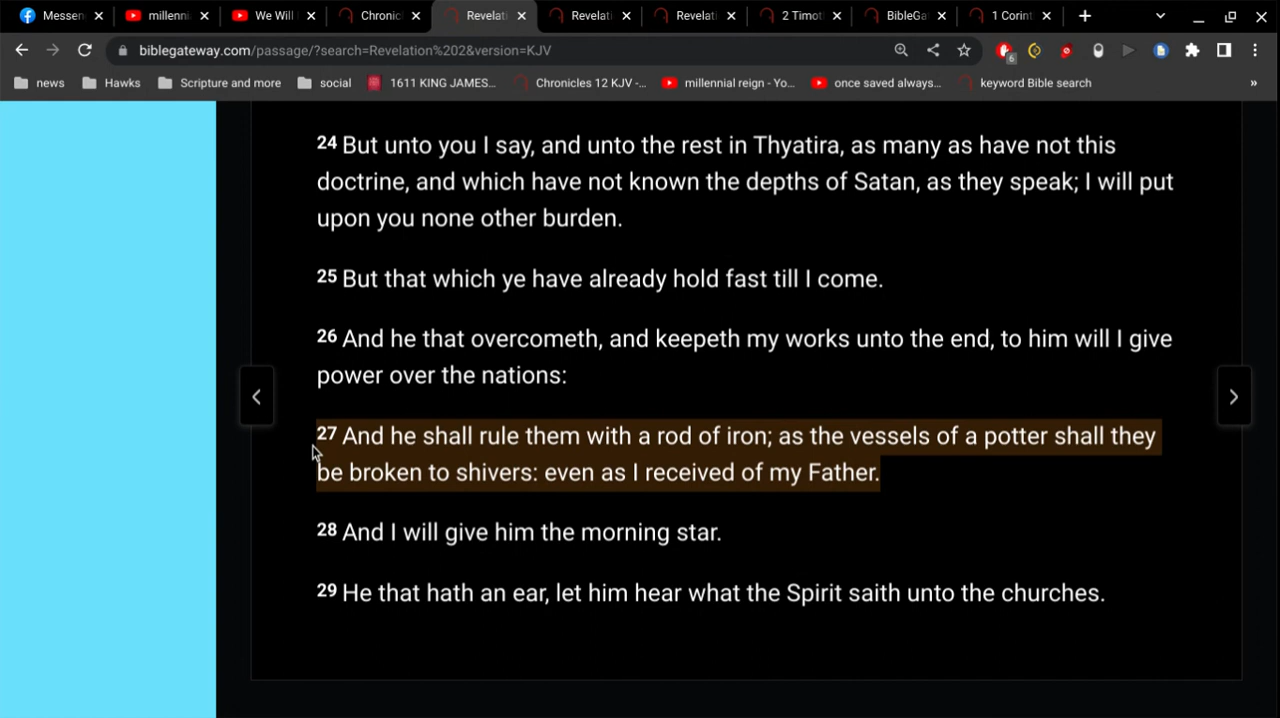 Messen millenni We Will Chronic Revelati Revelati Revelati 2 Timoti BibleGa 1 Corint
biblegateway.com/passage/?search=Revelation%202&version=KJV 6
news Hawks Scripture and more social 1611 KING JAMES... Chronicles 12 KJV -... millennial reign - Yo... once saved always... keyword Bible search »
24 But unto you I say, and unto the rest in Thyatira, as many as have not this
doctrine, and which have not known the depths of Satan, as they speak; I will put
upon you none other burden.
25 But that which ye have already hold fast till I come.
26 And he that overcometh, and keepeth my works unto the end, to him will I give
power over the nations:
27 And he shall rule them with a rod of iron; as the vessels of a potter shall they
be broken to shivers: even as I received of my Father.
28 And I will give him the morning star.
29 He that hath an ear, let him hear what the Spirit saith unto the churches.